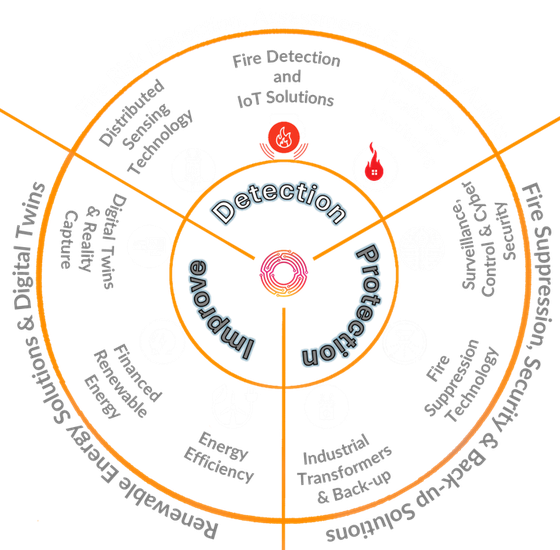 Fire Detection
and
IoT Solutions
Distributed
Sensing
Technology
Detection
Surveillance,
Control & Cyber
Security
Fire
Suppression
Technology
Industrial
Transformers
& Back-up
Protection
Fire Suppression, Security & Back-up Solutions
Digital Twins
& Reality
Capture
Financed
Renewable
Energy
Energy
Efficiency
Improve
Renewable Energy Solutions & Digital Twins